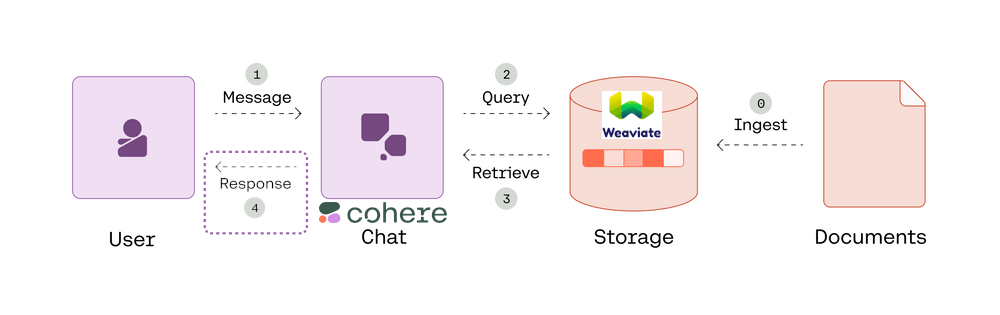 1
Message
2
Query
0
Ingest
Weaviate
Response
4
Retrieve
3
cohere
User
Chat
Storage
Documents